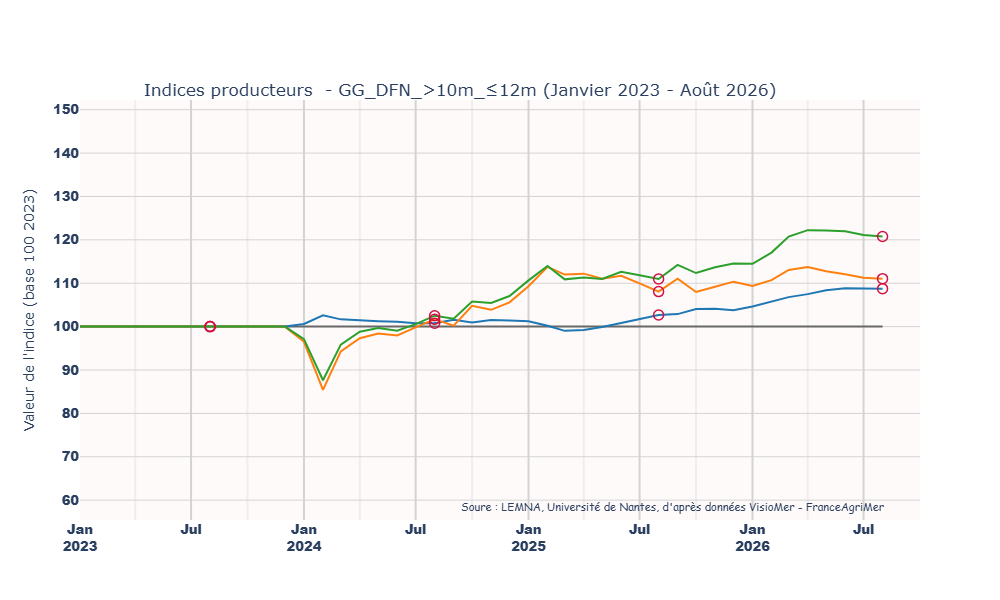 Indices producteurs  - GG_DFN_>10m_≤12m (Janvier 2023 - Août 2026)
Valeur de l'indice (base 100 2023)
150
140
130
120
110
100
90
80
70
60
Soure : LEMNA, Université de Nantes, d'après données VisioMer - FranceAgriMer
Jan Jul Jan Jul Jan Jul Jan Jul
2023 2024 2025 2026